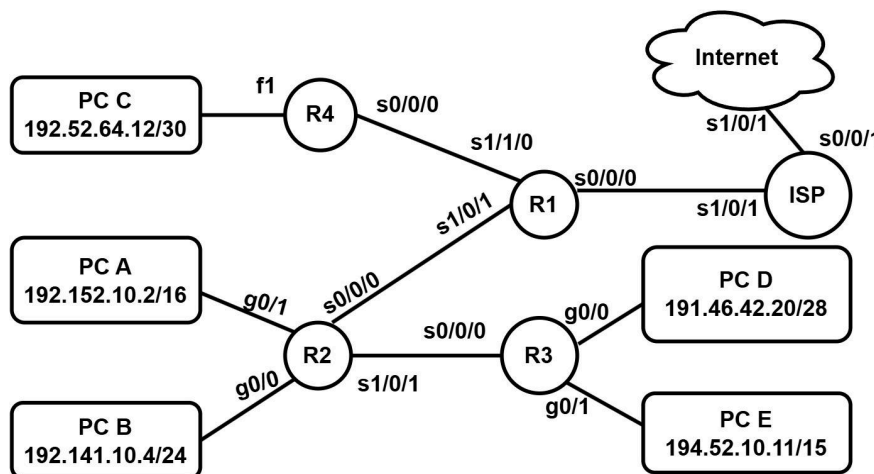 Internet
s1/0/1
s0/0/1
ISP
s1/0/1
PC C
192.52.64.12/30
f1
R4
s0/0/0
s1/1/0
R1
s0/0/0
s1/0/1
PC A
192.152.10.2/16
g0/1
s0/0/0
R2
g0/0
s1/0/1
PC B
192.141.10.4/24
s0/0/0
R3
g0/0
g0/1
PC D
191.46.42.20/28
PC E
194.52.10.11/15